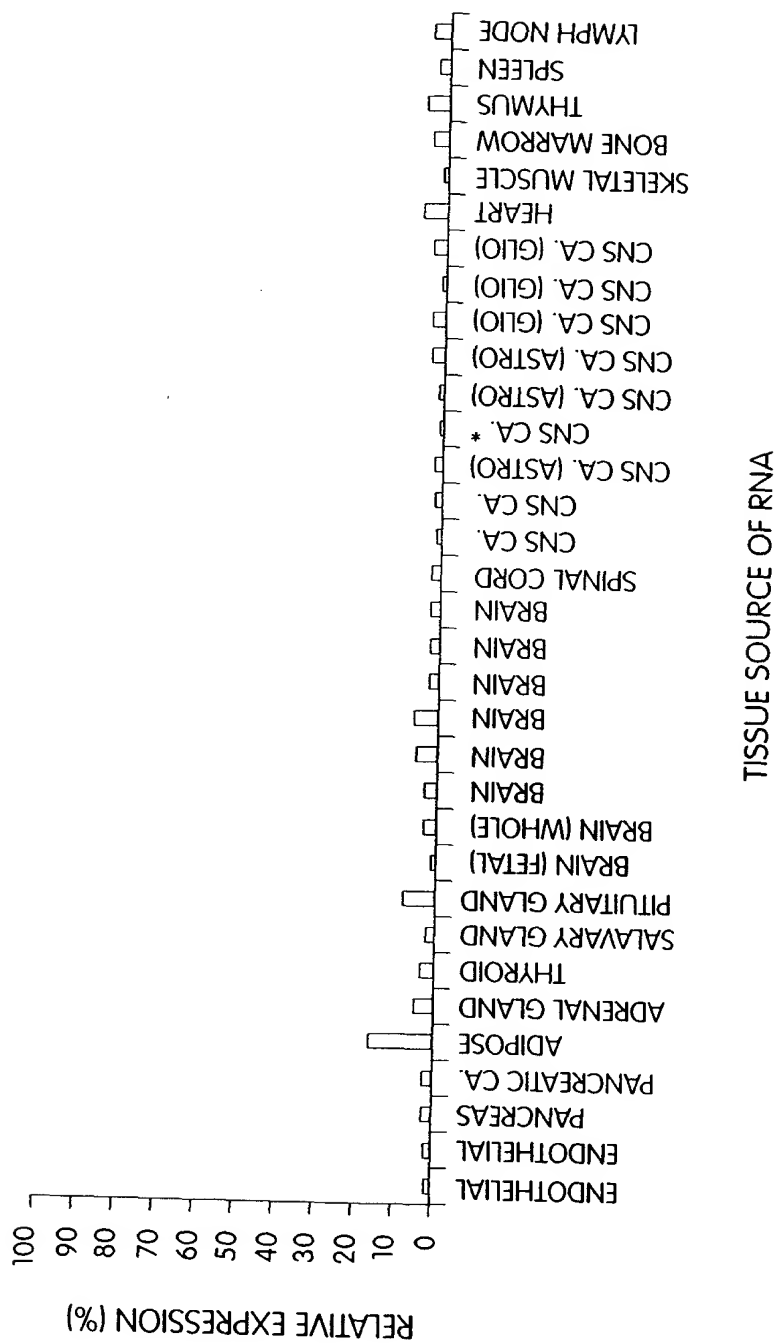 RELATIVE EXPRESSION (%)
100
90
80
70
60
50
40
30
20
10
0
ENDOTHELIAL
ENDOTHELIAL
PANCREAS
PANCREATIC CA.
ADIPOSE
ADRENAL GLAND
THYROID
SALAVARY GLAND
PITUITARY GLAND
BRAIN (FETAL)
BRAIN (WHOLE)
BRAIN
BRAIN
BRAIN
BRAIN
BRAIN
BRAIN
SPINAL CORD
CNS CA.
CNS CA.
CNS CA. (ASTRO)
CNS CA. *
CNS CA. (ASTRO)
CNS CA. (ASTRO)
CNS CA. (GLIO)
CNS CA. (GLIO)
CNS CA. (GLIO)
HEART
SKELETAL MUSCLE
BONE MARROW
THYMUS
SPLEEN
LYMPH NODE
TISSUE SOURCE OF RNA